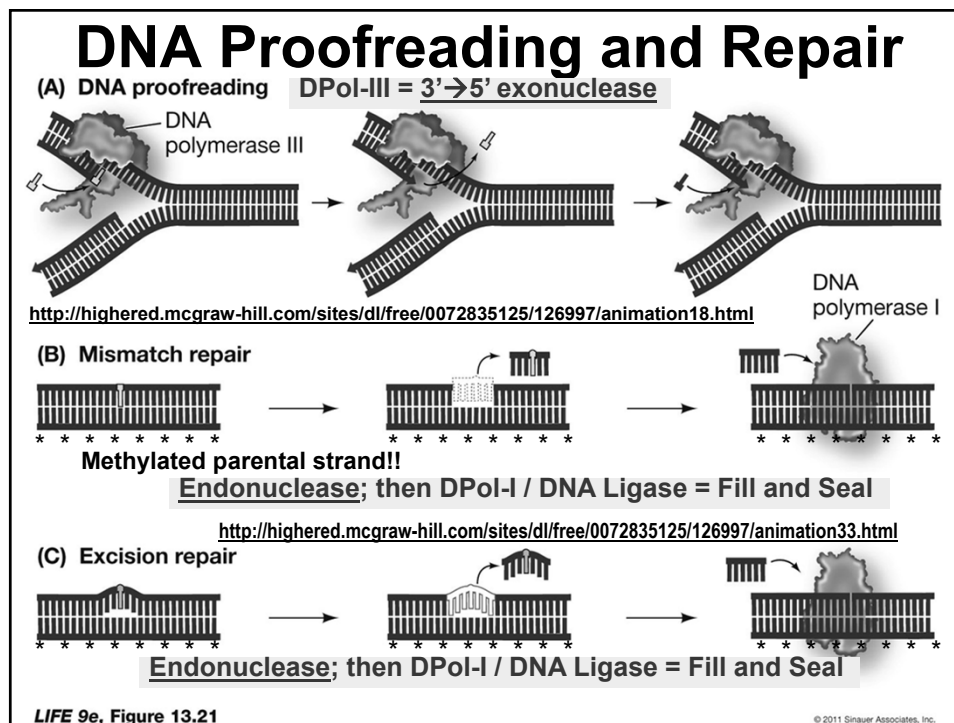 DNA Proofreading and Repair
(A) DNA proofreading
DPol-III = 3’→5’ exonuclease
DNA
polymerase III
http://highered.mcgraw-hill.com/sites/dl/free/0072835125/126997/animation18.html
DNA
polymerase I
(B) Mismatch repair
* * * * * * * * *
* * * * * * * * *
* * * * * * * * *
Methylated parental strand!!
Endonuclease; then DPol-I / DNA Ligase = Fill and Seal
http://highered.mcgraw-hill.com/sites/dl/free/0072835125/126997/animation33.html
(C) Excision repair
* * * * * * * * *
* * * * * * * * *
* * * * * * * * *
Endonuclease; then DPol-I / DNA Ligase = Fill and Seal
LIFE 9e, Figure 13.21
© 2011 Sinauer Associates, Inc.